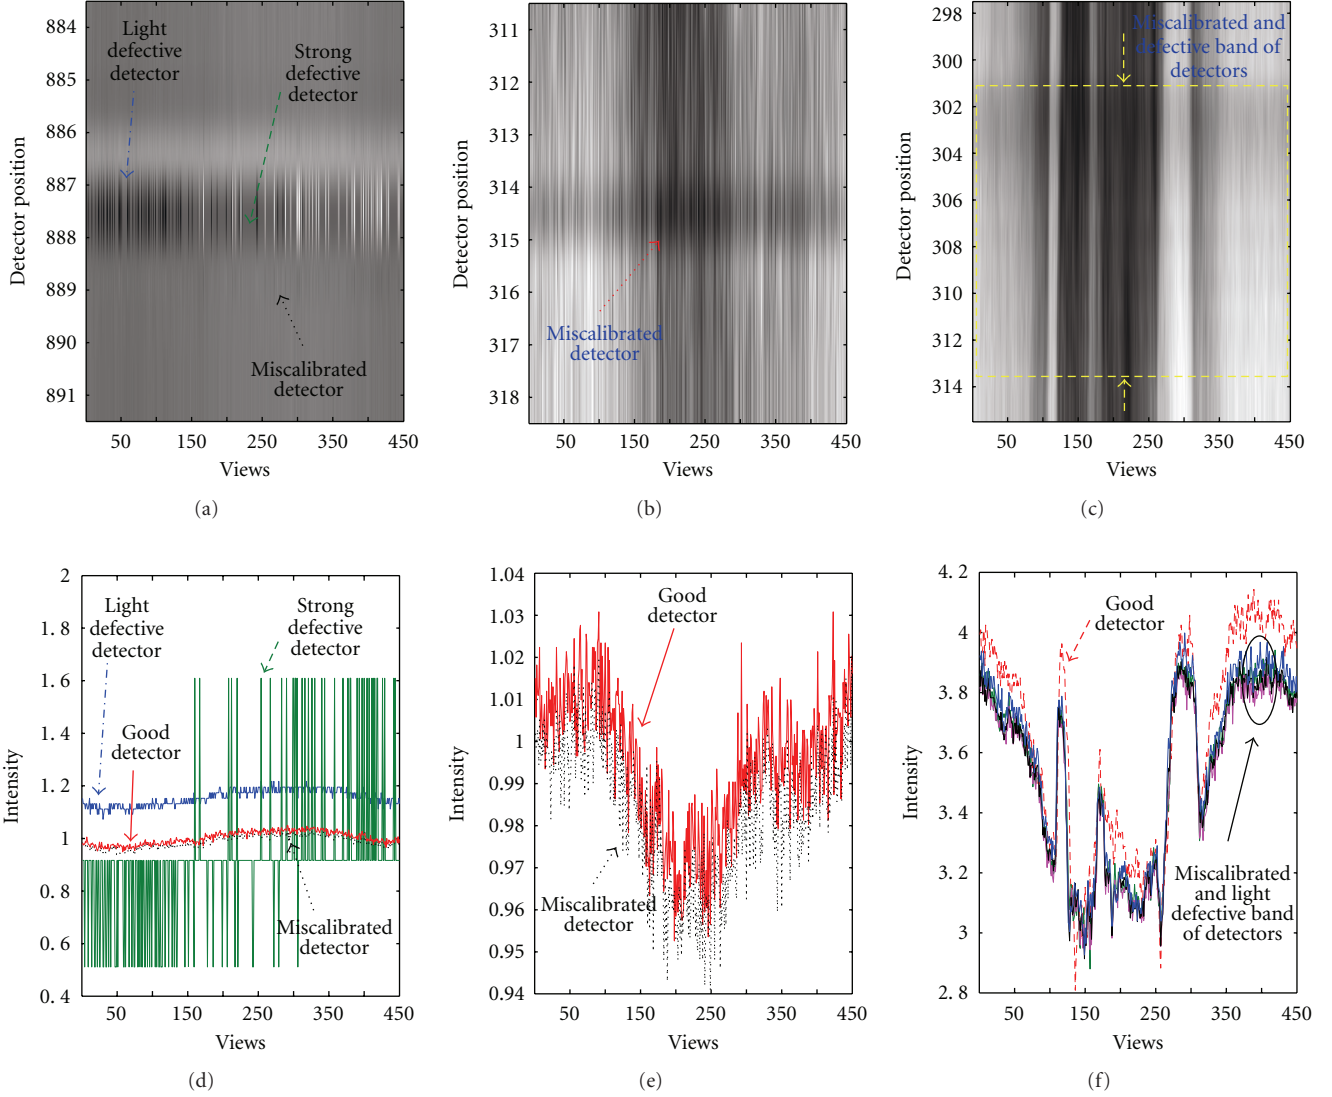 884
885
886
887
888
889
890
891
Detector position
Light
defective
detector
Strong
defective
detector
Miscalibrated
detector
50
150
250
350
450
Views
(a)
311
312
313
314
315
316
317
318
Detector position
Miscalibrated
detector
50
150
250
350
450
Views
(b)
298
300
302
304
306
308
310
312
314
Detector position
Miscalibrated and
defective band of
detectors
50
150
250
350
450
Views
(c)
2
1.8
1.6
1.4
1.2
1
0.8
0.6
0.4
Intensity
Light
defective
detector
Strong
defective
detector
Good
detector
Miscalibrated
detector
50
150
250
350
450
Views
(d)
1.04
1.03
1.02
1.01
1
0.99
0.98
0.97
0.96
0.95
0.94
Intensity
Good
detector
Miscalibrated
detector
50
150
250
350
450
Views
(e)
4.2
4
3.8
3.6
3.4
3.2
3
2.8
Intensity
Good
detector
Miscalibrated
and light
defective band
of detectors
50
150
250
350
450
Views
(f)